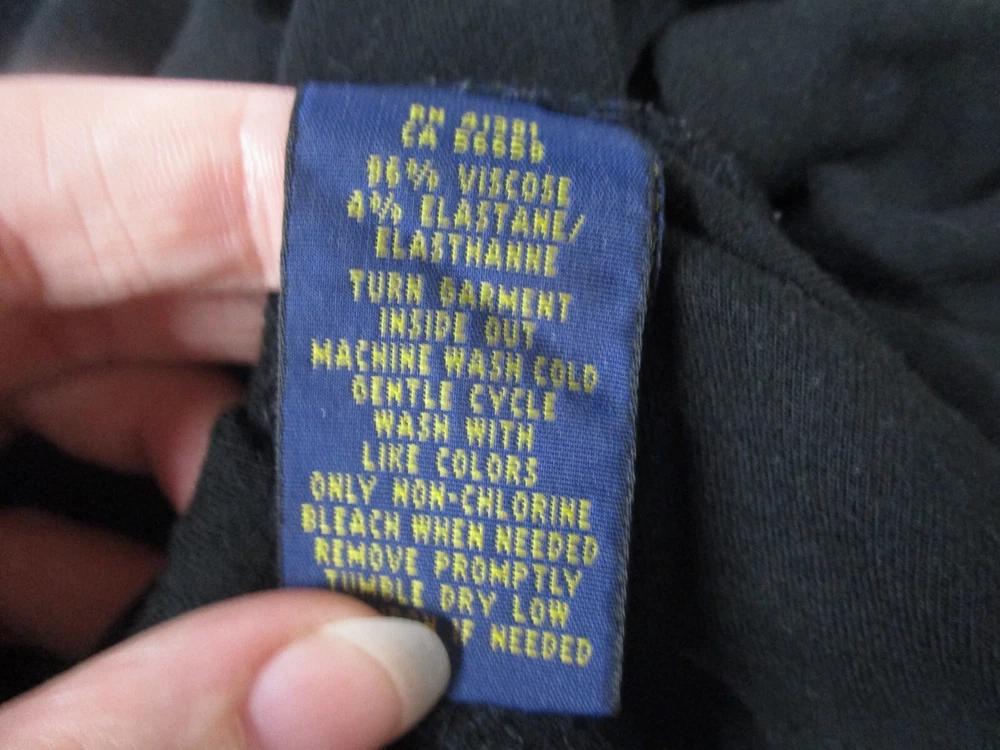 RN 41381
CA 56650
96% VISCOSE
4% ELASTANE/
ELASTHANNE
TURN GARMENT
INSIDE OUT
MACHINE WASH COLD
GENTLE CYCLE
WASH WITH
LIKE COLORS
ONLY NON-CHLORINE
BLEACH WHEN NEEDED
REMOVE PROMPTLY
TUMBLE DRY LOW
IF NEEDED